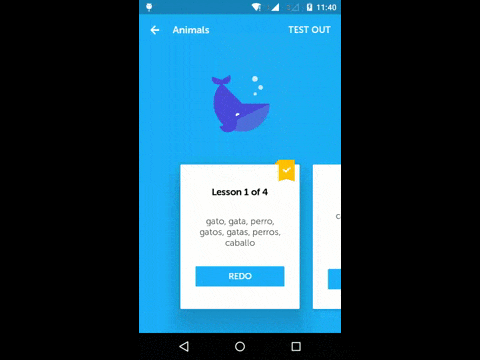 11:40
Animals TEST OUT
Lesson 1 of 4
gato, gata, perro,
gatos, gatas, perros,
caballo
REDO
c